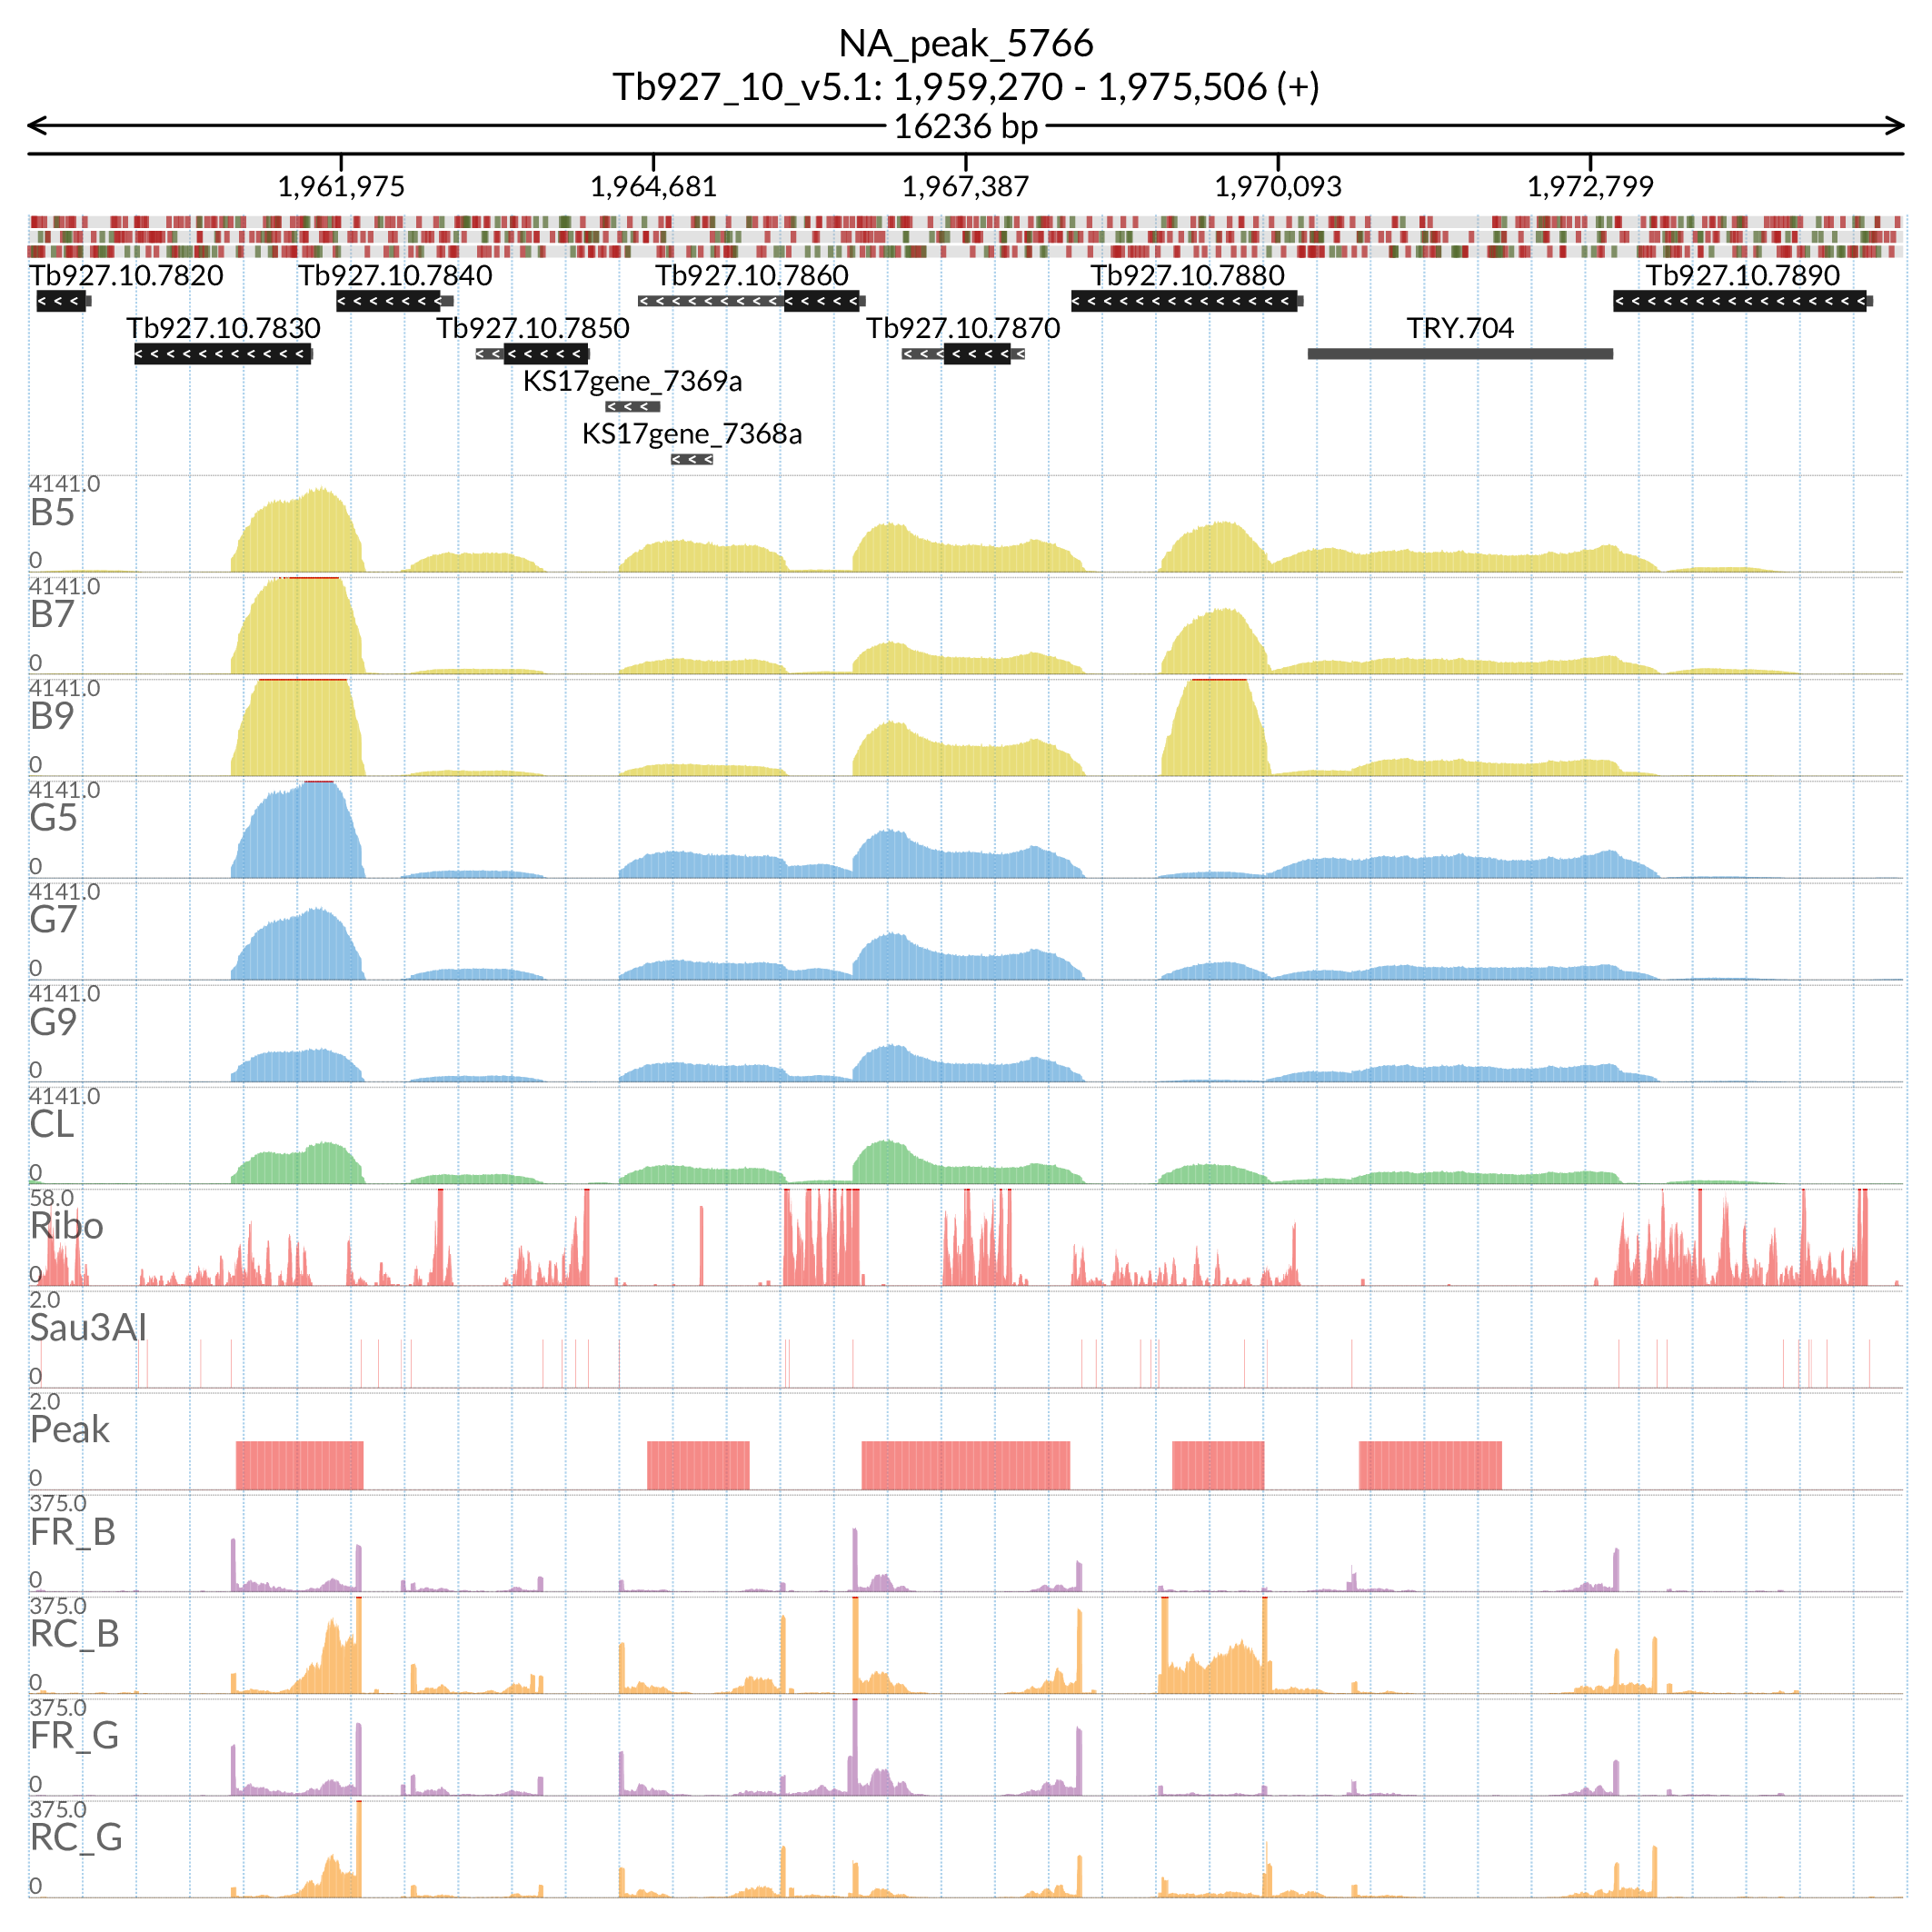 NA_peak_5766
Tb927_10_v5.1: 1,959,270 - 1,975,506 (+)
16236 bp
1,961,975 1,964,681 1,967,387 1,970,093 1,972,799
Tb927.10.7820 Tb927.10.7840 Tb927.10.7860 Tb927.10.7880 Tb927.10.7890
Tb927.10.7830 Tb927.10.7850 Tb927.10.7870 TRY.704
KS17gene_7369a
KS17gene_7368a
4141.0
B5
0
4141.0
B7
0
4141.0
B9
0
4141.0
G5
0
4141.0
G7
0
4141.0
G9
0
4141.0
CL
0
58.0
Ribo
0
2.0
Sau3AI
0
2.0
Peak
0
375.0
FR_B
0
375.0
RC_B
0
375.0
FR_G
0
375.0
RC_G
0